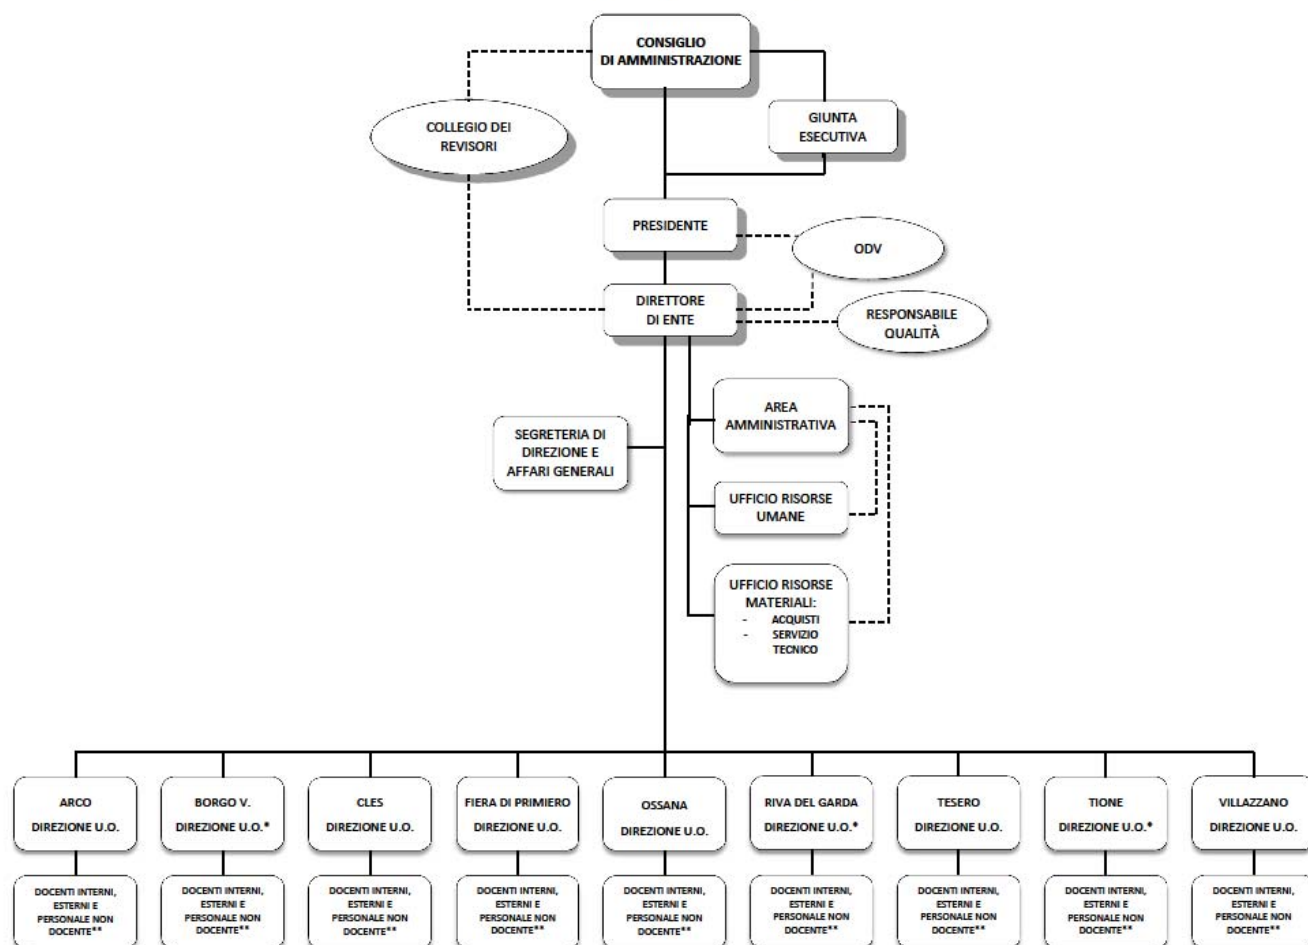 CONSIGLIO
DI AMMINISTRAZIONE
GIUNTA
ESECUTIVA
COLLEGIO DEI
REVISORI
PRESIDENTE
ODV
DIRETTORE
DI ENTE
RESPONSABILE
QUALITÀ
AREA
AMMINISTRATIVA
SEGRETERIA DI
DIREZIONE E
AFFARI GENERALI
UFFICIO RISORSE
UMANE
UFFICIO RISORSE
MATERIALI:
- ACQUISTI
- SERVIZIO
TECNICO
ARCO
DIREZIONE U.O.
BORGO V.
DIREZIONE U.O.*
CLES
DIREZIONE U.O.
FIERA DI PRIMIERO
DIREZIONE U.O.
OSSANA
DIREZIONE U.O.
RIVA DEL GARDA
DIREZIONE U.O.*
TESERO
DIREZIONE U.O.
TIONE
DIREZIONE U.O.*
VILLAZZANO
DIREZIONE U.O.
DOCENTI INTERNI,
ESTERNI E
PERSONALE NON
DOCENTE**
DOCENTI INTERNI,
ESTERNI E
PERSONALE NON
DOCENTE**
DOCENTI INTERNI,
ESTERNI E
PERSONALE NON
DOCENTE**
DOCENTI INTERNI,
ESTERNI E
PERSONALE NON
DOCENTE**
DOCENTI INTERNI,
ESTERNI E
PERSONALE NON
DOCENTE**
DOCENTI INTERNI,
ESTERNI E
PERSONALE NON
DOCENTE**
DOCENTI INTERNI,
ESTERNI E
PERSONALE NON
DOCENTE**
DOCENTI INTERNI,
ESTERNI E
PERSONALE NON
DOCENTE**
DOCENTI INTERNI,
ESTERNI E
PERSONALE NON
DOCENTE**